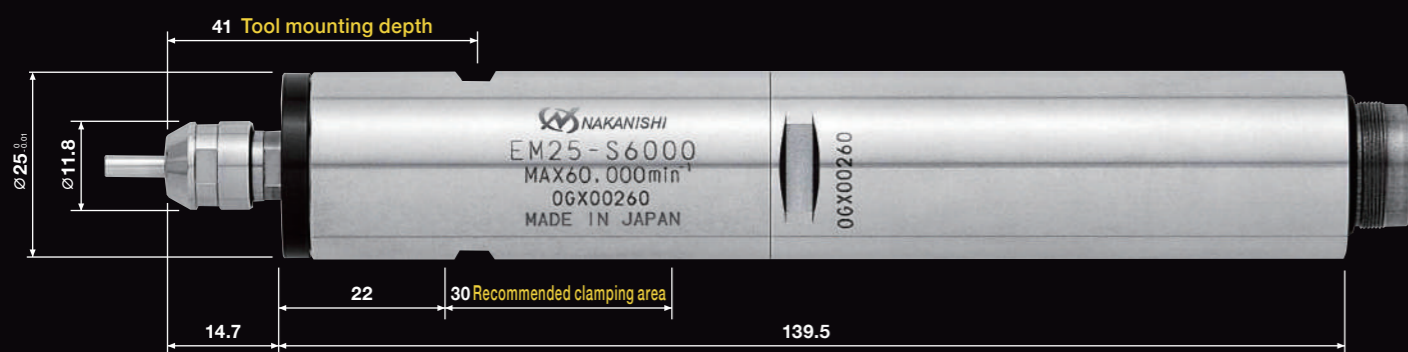 41 Tool mounting depth
Ø25 0 -0.01
Ø11.8
NAKANISHI
EM25-S6000
MAX60.000min⁻¹
0GX00260
MADE IN JAPAN
0GX00260
22
30 Recommended clamping area
14.7
139.5